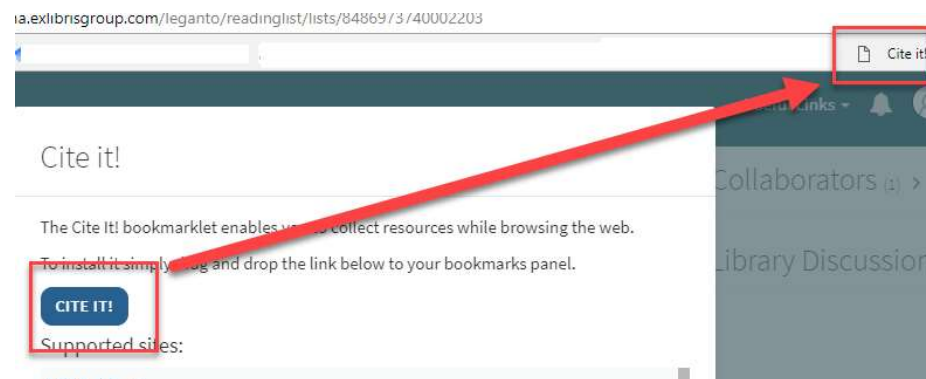 a.exlibrisgroup.com/leganto/readinglist/lists/8486973740002203
Cite it!
Links
Cite it!
Collaborators (1) >
The Cite It! bookmarklet enables you to collect resources while browsing the web.
To install it simply drag and drop the link below to your bookmarks panel.
Library Discussion
CITE IT!
Supported sites: